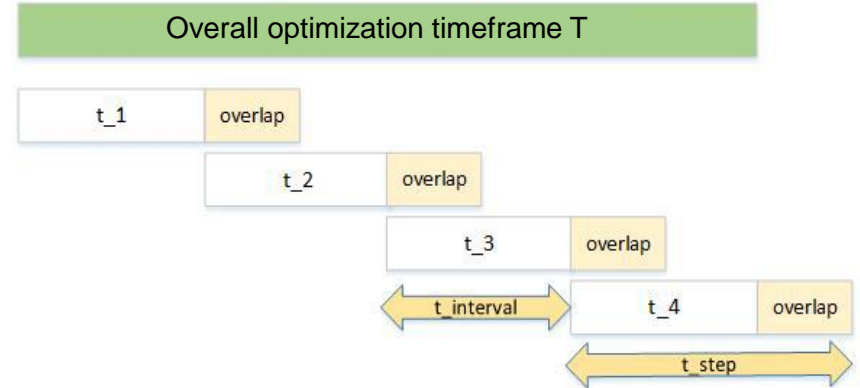 Overall optimization timeframe T
t_1 overlap
t_2 overlap
t_3 overlap
t_interval t_4 overlap
t_step